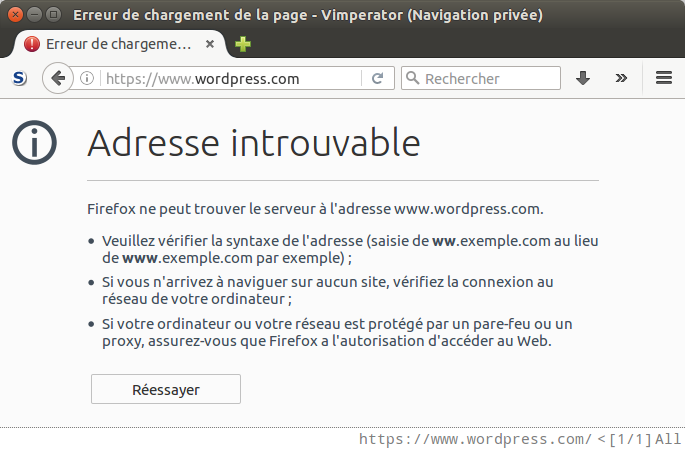 Erreur de chargement de la page - Vimperator (Navigation privée)
Erreur de chargeme...
S https://www.wordpress.com Rechercher
Adresse introuvable
Firefox ne peut trouver le serveur à l'adresse www.wordpress.com.
• Veuillez vérifier la syntaxe de l'adresse (saisie de ww.exemple.com au lieu
de www.exemple.com par exemple) ;
• Si vous n'arrivez à naviguer sur aucun site, vérifiez la connexion au
réseau de votre ordinateur ;
• Si votre ordinateur ou votre réseau est protégé par un pare-feu ou un
proxy, assurez-vous que Firefox a l'autorisation d'accéder au Web.
Réessayer
https://www.wordpress.com/ <[1/1] All